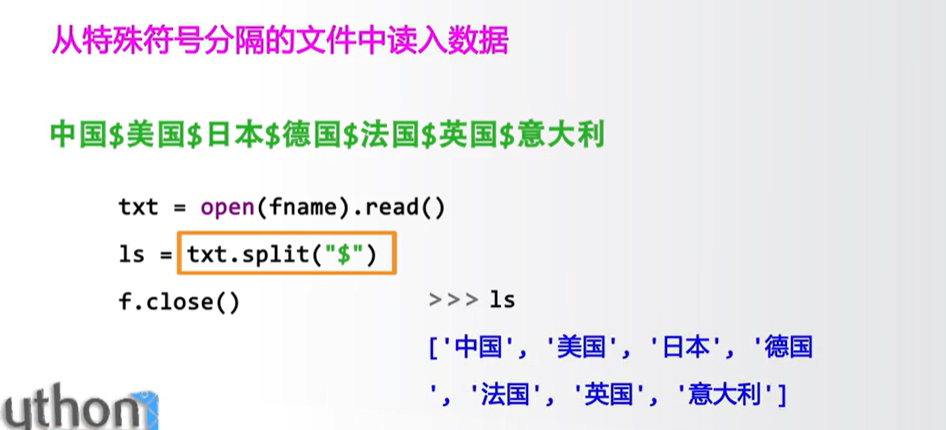 从特殊符号分隔的文件中读入数据
中国$美国$日本$德国$法国$英国$意大利
txt = open(fname).read()
ls = txt.split("$")
f.close()
>>> ls
['中国', '美国', '日本', '德国
', '法国', '英国', '意大利']
ython